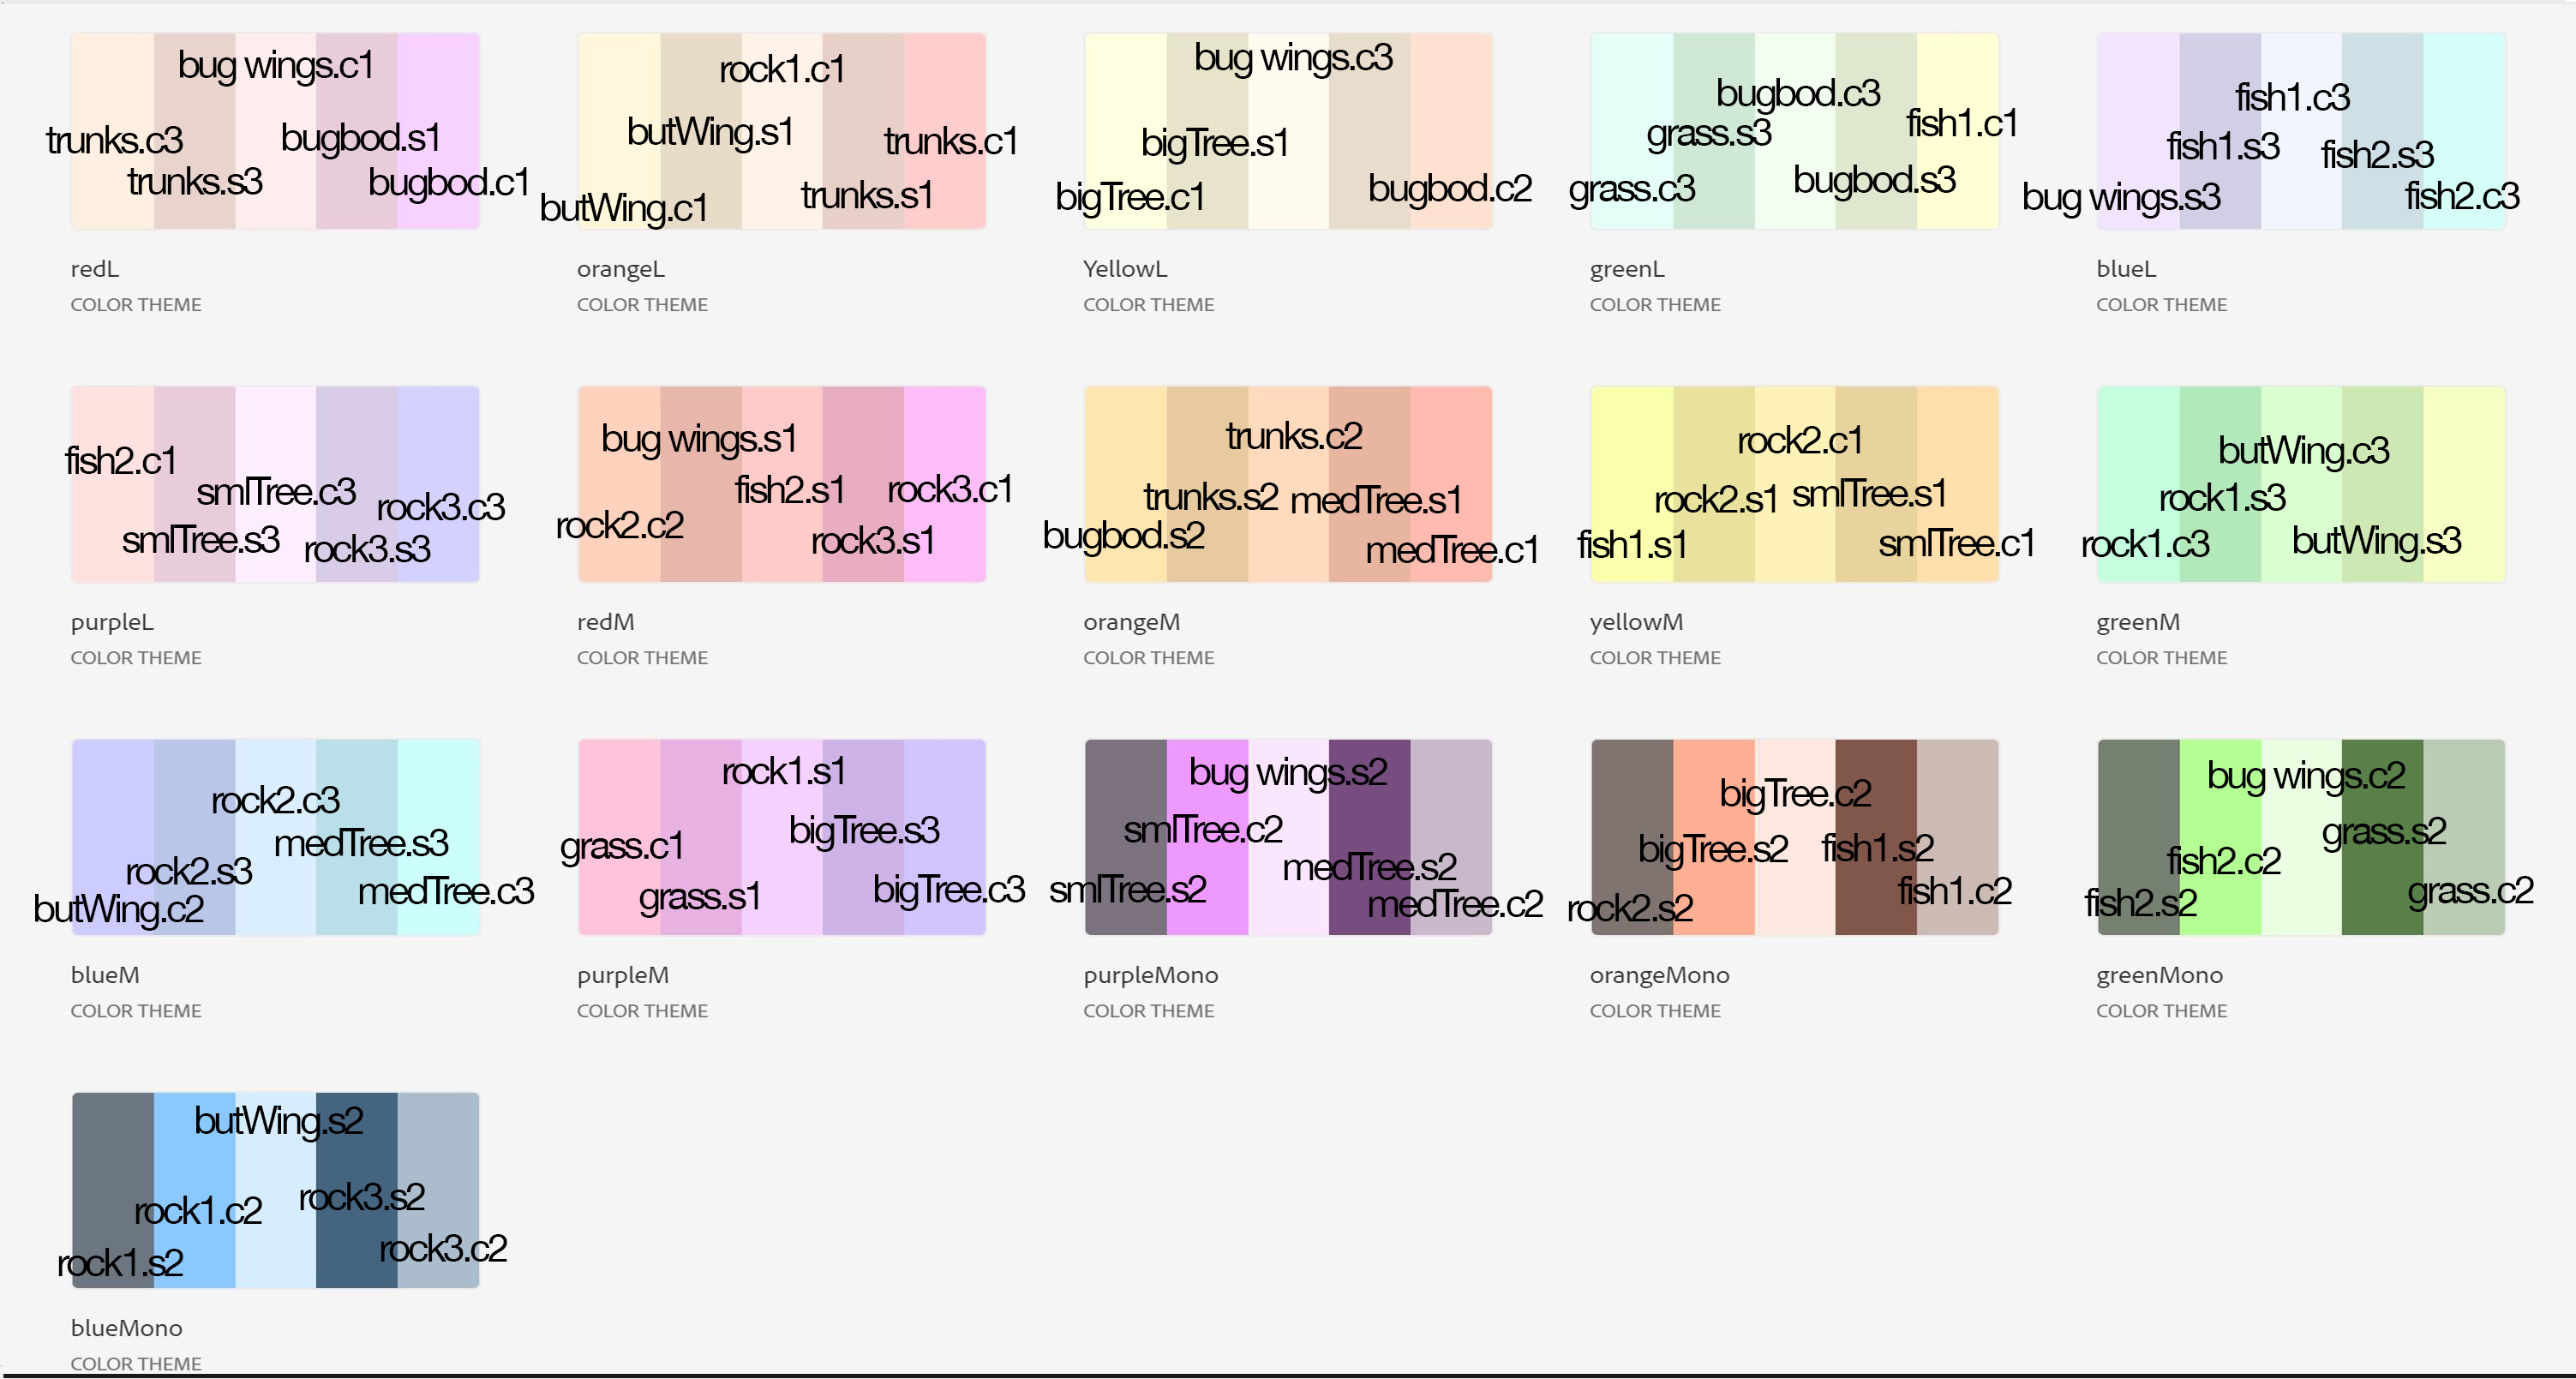 bug wings.c1
trunks.c3
bugbod.s1
trunks.s3
bugbod.c1
redL
COLOR THEME
rock1.c1
butWing.s1
trunks.c1
trunks.s1
butWing.c1
orangeL
COLOR THEME
bug wings.c3
bigTree.s1
bigTree.c1
bugbod.c2
YellowL
COLOR THEME
bugbod.c3
fish1.c1
grass.s3
bugbod.s3
grass.c3
greenL
COLOR THEME
fish1.c3
fish1.s3
fish2.s3
bug wings.s3
fish2.c3
blueL
COLOR THEME
fish2.c1
smlTree.c3
rock3.c3
smlTree.s3
rock3.s3
purpleL
COLOR THEME
bug wings.s1
fish2.s1
rock3.c1
rock2.c2
rock3.s1
redM
COLOR THEME
trunks.c2
trunks.s2
medTree.s1
bugbod.s2
medTree.c1
orangeM
COLOR THEME
rock2.c1
rock2.s1
smlTree.s1
fish1.s1
smlTree.c1
yellowM
COLOR THEME
butWing.c3
rock1.s3
rock1.c3
butWing.s3
greenM
COLOR THEME
rock2.c3
medTree.s3
rock2.s3
medTree.c3
butWing.c2
blueM
COLOR THEME
rock1.s1
bigTree.s3
grass.c1
bigTree.c3
grass.s1
purpleM
COLOR THEME
bug wings.s2
smlTree.c2
medTree.s2
smlTree.s2
medTree.c2
purpleMono
COLOR THEME
bigTree.c2
bigTree.s2
fish1.s2
fish1.c2
rock2.s2
orangeMono
COLOR THEME
bug wings.c2
grass.s2
fish2.c2
grass.c2
fish2.s2
greenMono
COLOR THEME
butWing.s2
rock3.s2
rock1.c2
rock3.c2
rock1.s2
blueMono
COLOR THEME